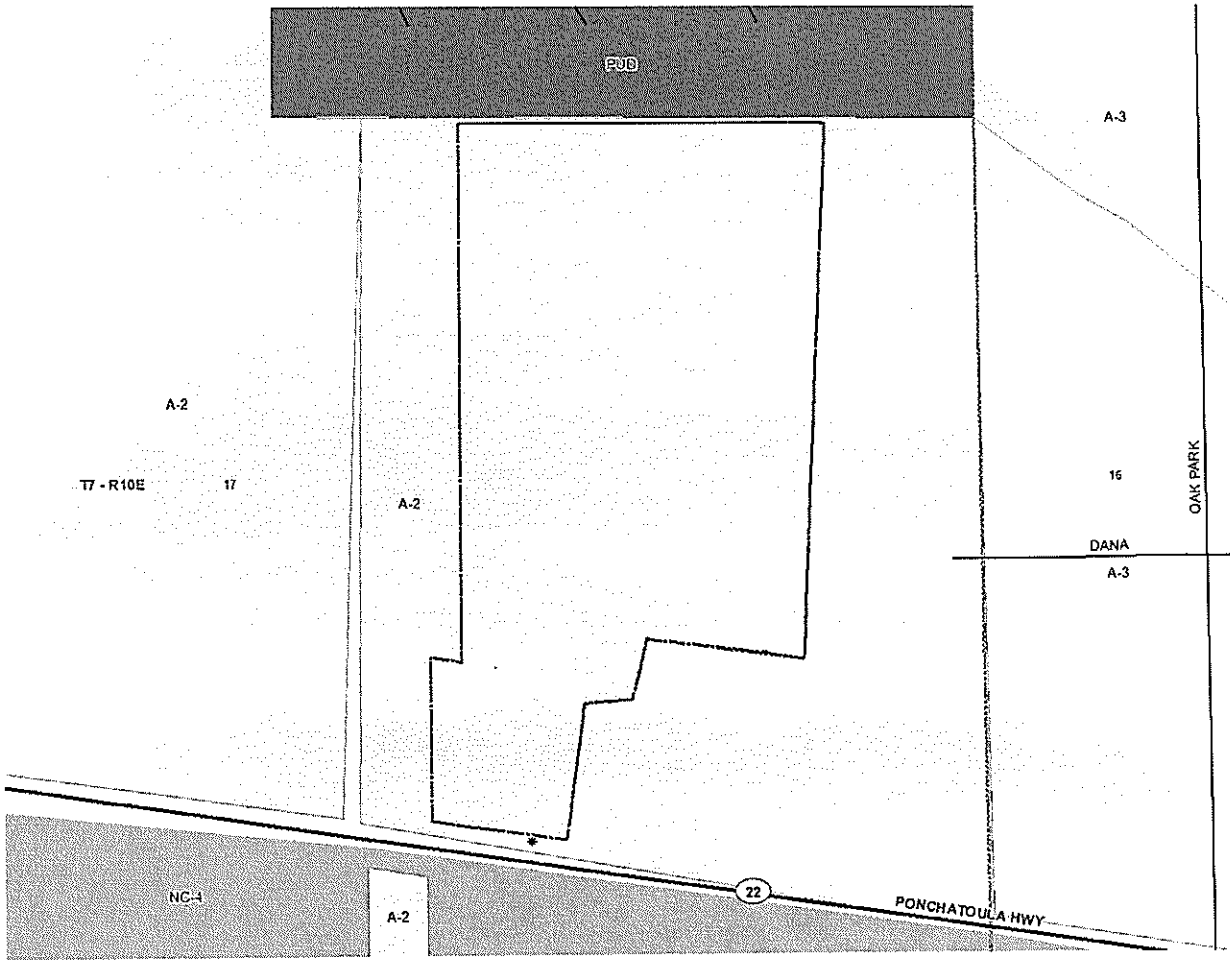 PUD
A-3
A-2
T7 - R10E 17
A-2
16
OAK PARK
DANA
A-3
NC-4
A-2
22
PONCHATOULA HWY